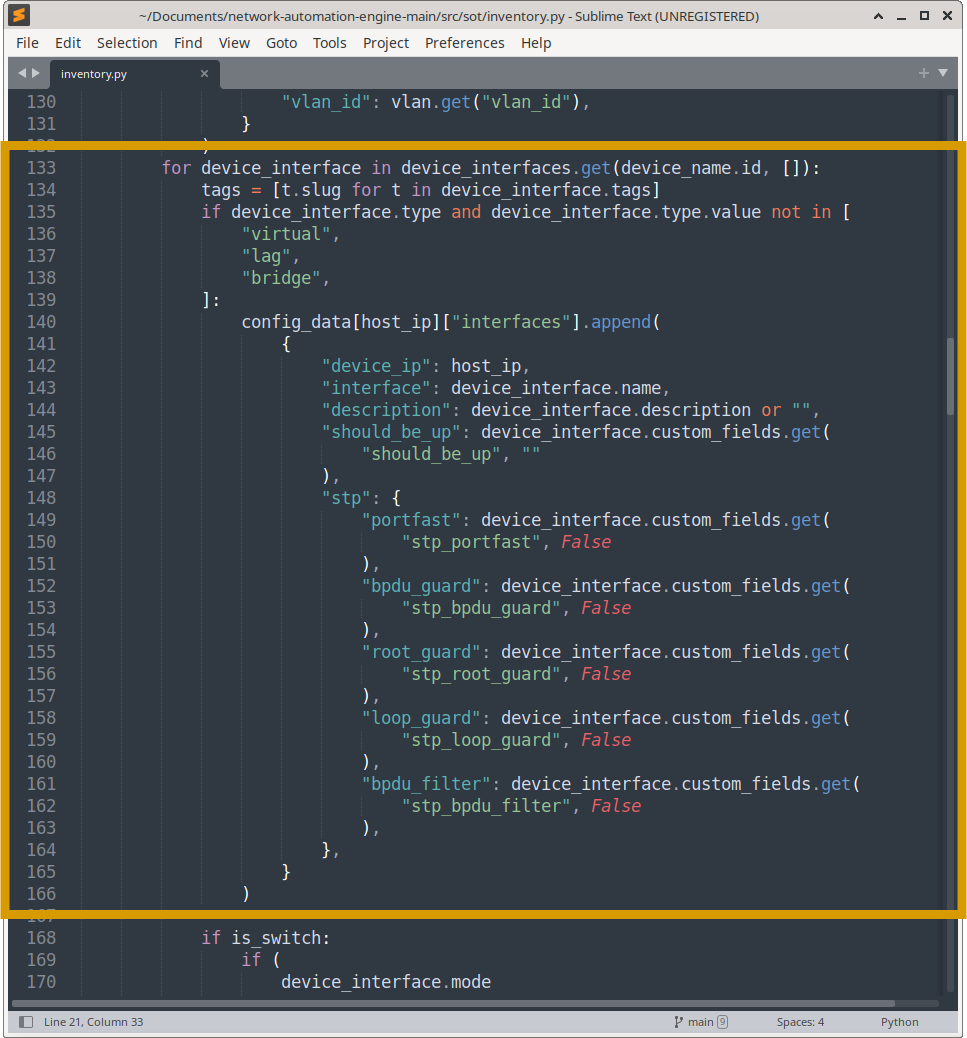 ~/Documents/network-automation-engine-main/src/sot/inventory.py - Sublime Text (UNREGISTERED)
File Edit Selection Find View Goto Tools Project Preferences Help
inventory.py
130 "vlan_id": vlan.get("vlan_id"),
131 }
133 for device_interface in device_interfaces.get(device_name.id, []):
134 tags = [t.slug for t in device_interface.tags]
135 if device_interface.type and device_interface.type.value not in [
136 "virtual",
137 "lag",
138 "bridge",
139 ]:
140 config_data[host_ip]["interfaces"].append(
141 {
142 "device_ip": host_ip,
143 "interface": device_interface.name,
144 "description": device_interface.description or "",
145 "should_be_up": device_interface.custom_fields.get(
146 "should_be_up", ""
147 ),
148 "stp": {
149 "portfast": device_interface.custom_fields.get(
150 "stp_portfast", False
151 ),
152 "bpdu_guard": device_interface.custom_fields.get(
153 "stp_bpdu_guard", False
154 ),
155 "root_guard": device_interface.custom_fields.get(
156 "stp_root_guard", False
157 ),
158 "loop_guard": device_interface.custom_fields.get(
159 "stp_loop_guard", False
160 ),
161 "bpdu_filter": device_interface.custom_fields.get(
162 "stp_bpdu_filter", False
163 ),
164 },
165 }
166 )
168 if is_switch:
169 if (
170 device_interface.mode
Line 21, Column 33 main 9 Spaces: 4 Python